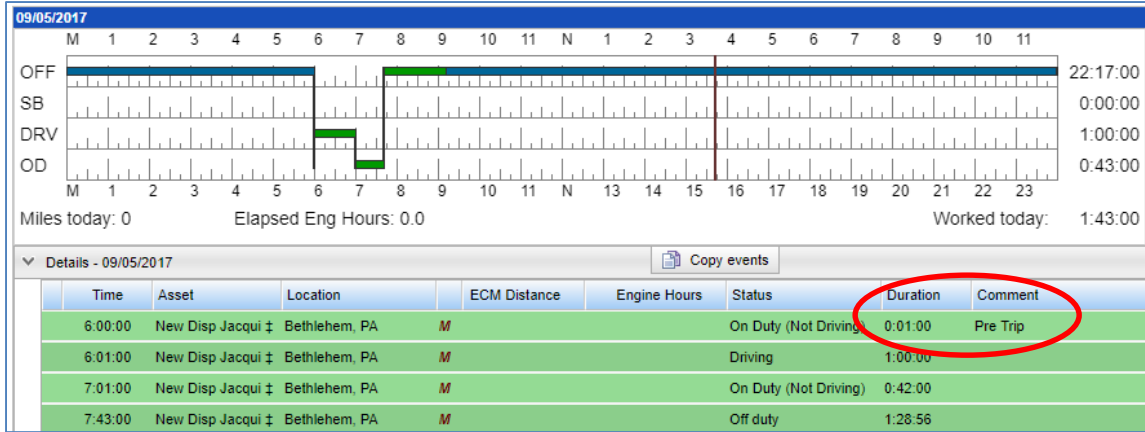 09/05/2017
M 1 2 3 4 5 6 7 8 9 10 11 N 1 2 3 4 5 6 7 8 9 10 11
OFF 22:17:00
SB 0:00:00
DRV 1:00:00
OD 0:43:00
M 1 2 3 4 5 6 7 8 9 10 11 N 13 14 15 16 17 18 19 20 21 22 23
Miles today: 0 Elapsed Eng Hours: 0.0 Worked today: 1:43:00
Details - 09/05/2017 Copy events
Time Asset Location ECM Distance Engine Hours Status Duration Comment
6:00:00 New Disp Jacqui ‡ Bethlehem, PA M On Duty (Not Driving) 0:01:00 Pre Trip
6:01:00 New Disp Jacqui ‡ Bethlehem, PA M Driving 1:00:00
7:01:00 New Disp Jacqui ‡ Bethlehem, PA M On Duty (Not Driving) 0:42:00
7:43:00 New Disp Jacqui ‡ Bethlehem, PA M Off duty 1:28:56